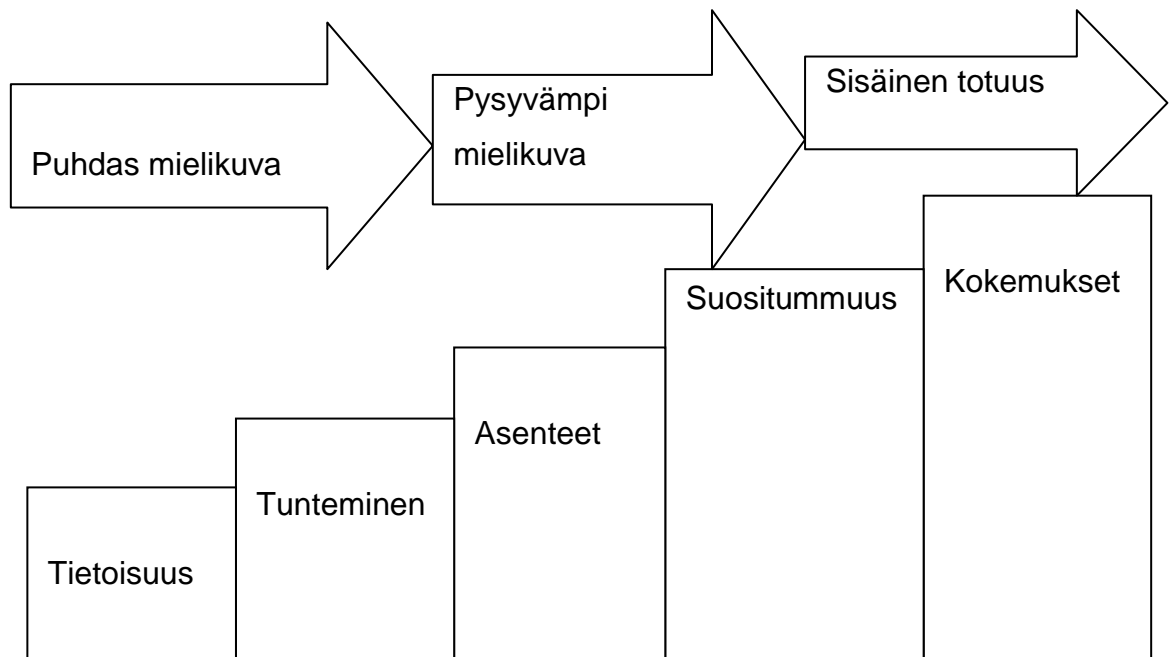 Puhdas mielikuva
Pysyvämpi
mielikuva
Sisäinen totuus
Tietoisuus
Tunteminen
Asenteet
Suositummuus
Kokemukset